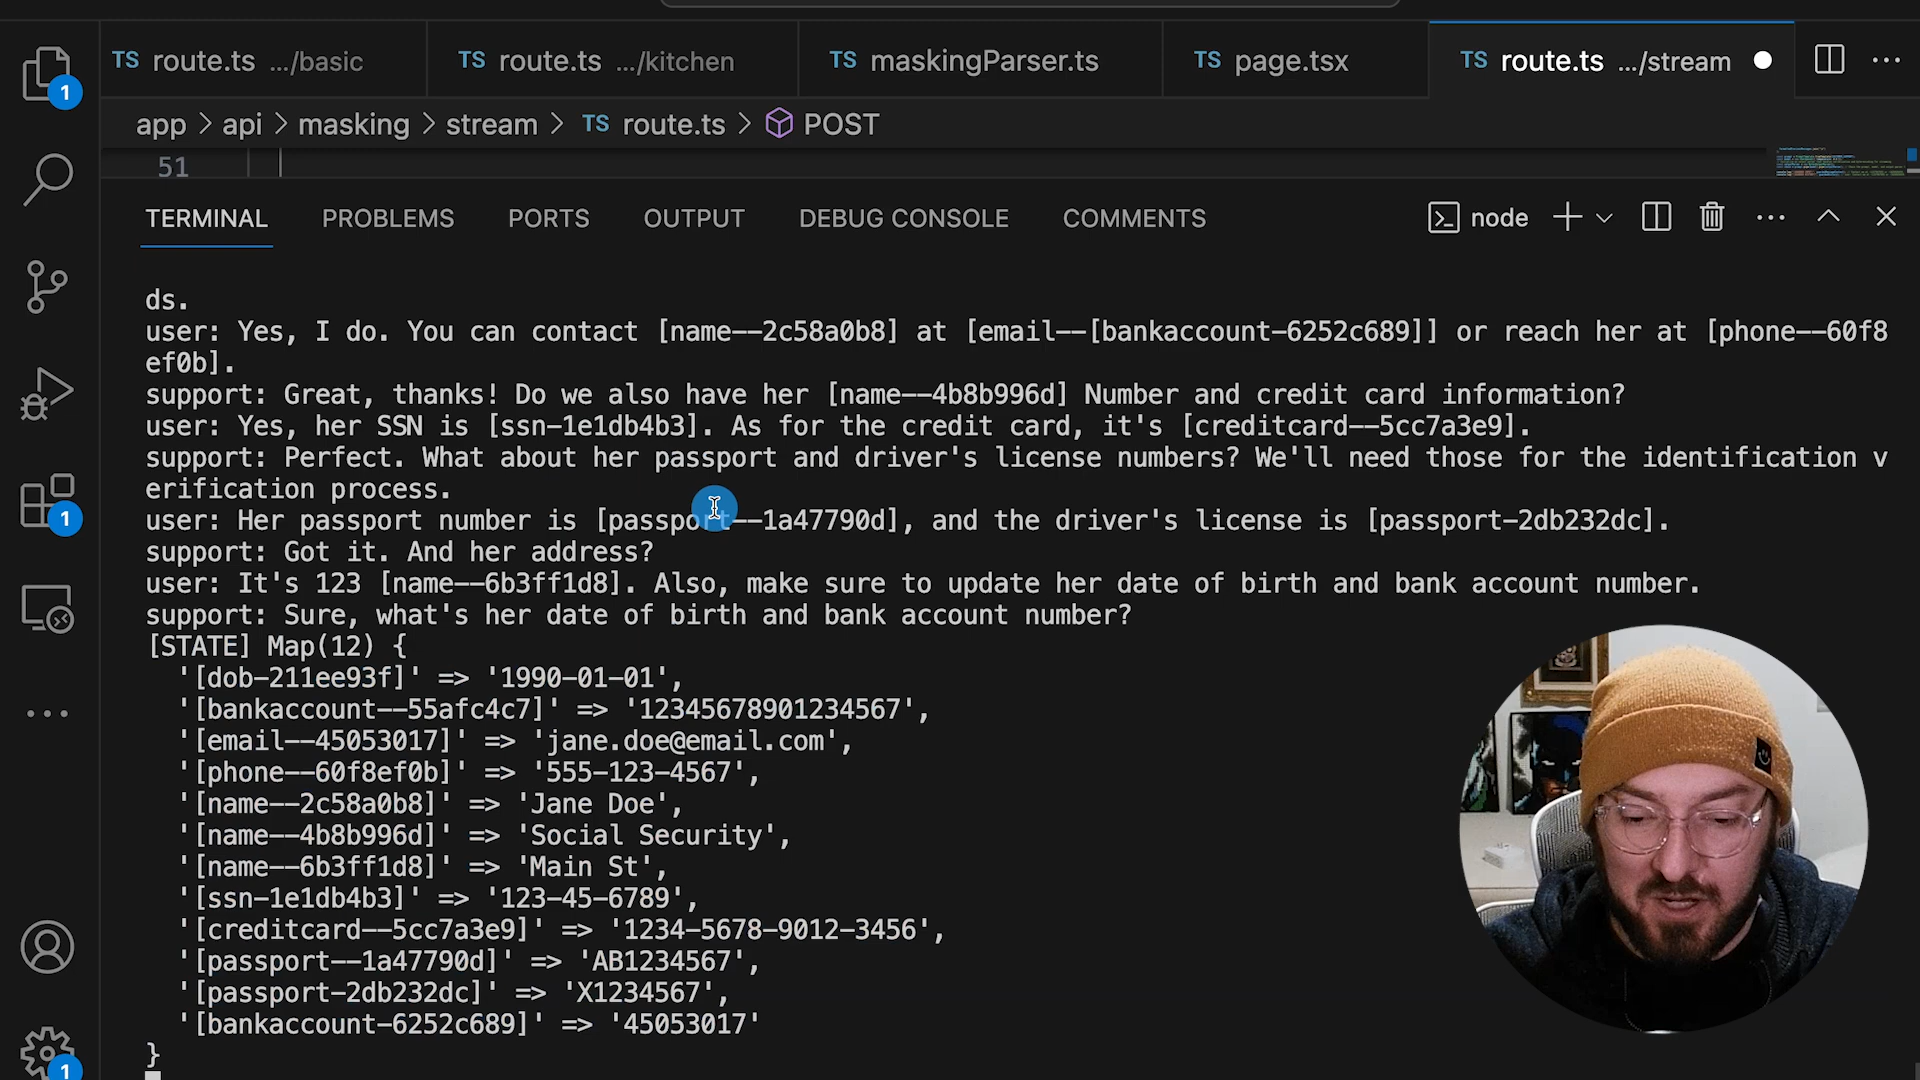 TS route.ts .../basic
TS route.ts .../kitchen
TS maskingParser.ts
TS page.tsx
TS route.ts .../stream
1
app > api > masking > stream > TS route.ts > POST
51
TERMINAL PROBLEMS PORTS OUTPUT DEBUG CONSOLE COMMENTS node
ds.
user: Yes, I do. You can contact [name--2c58a0b8] at [email--[bankaccount-6252c689]] or reach her at [phone--60f8
ef0b].
support: Great, thanks! Do we also have her [name--4b8b996d] Number and credit card information?
user: Yes, her SSN is [ssn-1e1db4b3]. As for the credit card, it's [creditcard--5cc7a3e9].
support: Perfect. What about her passport and driver's license numbers? We'll need those for the identification v
erification process.
user: Her passport number is [passport--1a47790d], and the driver's license is [passport-2db232dc].
support: Got it. And her address?
user: It's 123 [name--6b3ff1d8]. Also, make sure to update her date of birth and bank account number.
support: Sure, what's her date of birth and bank account number?
[STATE] Map(12) {
'[dob-211ee93f]' => '1990-01-01',
'[bankaccount--55afc4c7]' => '12345678901234567',
'[email--45053017]' => 'jane.doe@email.com',
'[phone--60f8ef0b]' => '555-123-4567',
'[name--2c58a0b8]' => 'Jane Doe',
'[name--4b8b996d]' => 'Social Security',
'[name--6b3ff1d8]' => 'Main St',
'[ssn-1e1db4b3]' => '123-45-6789',
'[creditcard--5cc7a3e9]' => '1234-5678-9012-3456',
'[passport--1a47790d]' => 'AB1234567',
'[passport-2db232dc]' => 'X1234567',
'[bankaccount-6252c689]' => '45053017'
}
1
1